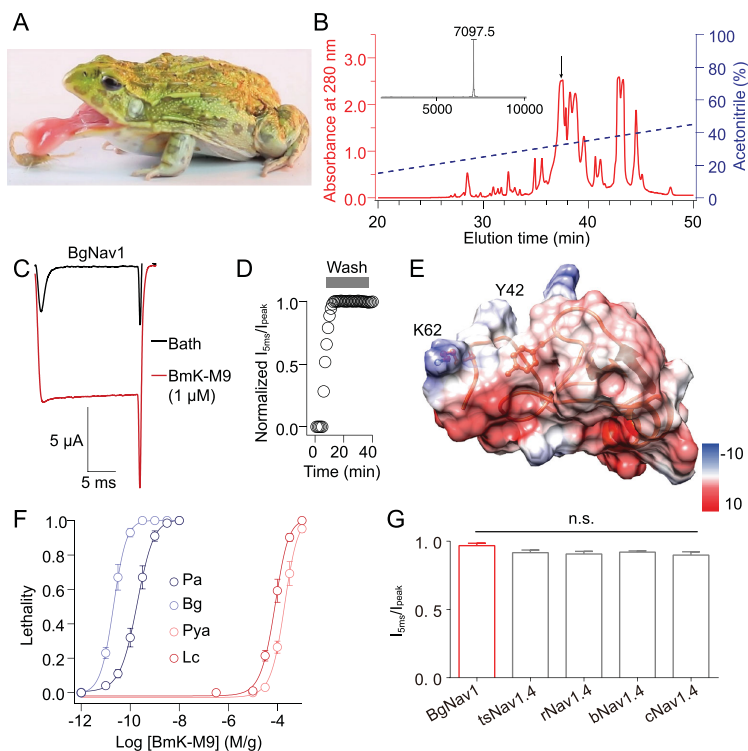 A
B
7097.5
5000
10000
3.0
2.0
1.0
0.0
Absorbance at 280 nm
100
80
60
40
20
0
Acetonitrile (%)
20
30
40
50
Elution time (min)
C
BgNav1
Bath
BmK-M9
(1 µM)
5 µA
5 ms
D
Wash
1.0
0.5
0.0
Normalized I5ms/Ipeak
0
20
40
Time (min)
E
Y42
K62
-10
10
F
1.0
0.8
0.6
0.4
0.2
0.0
Lethality
Pa
Bg
Pya
Lc
-12
-10
-8
-6
-4
Log [BmK-M9] (M/g)
G
n.s.
1.0
0.5
0.0
I5ms/Ipeak
BgNav1
tsNav1.4
rNav1.4
bNav1.4
cNav1.4